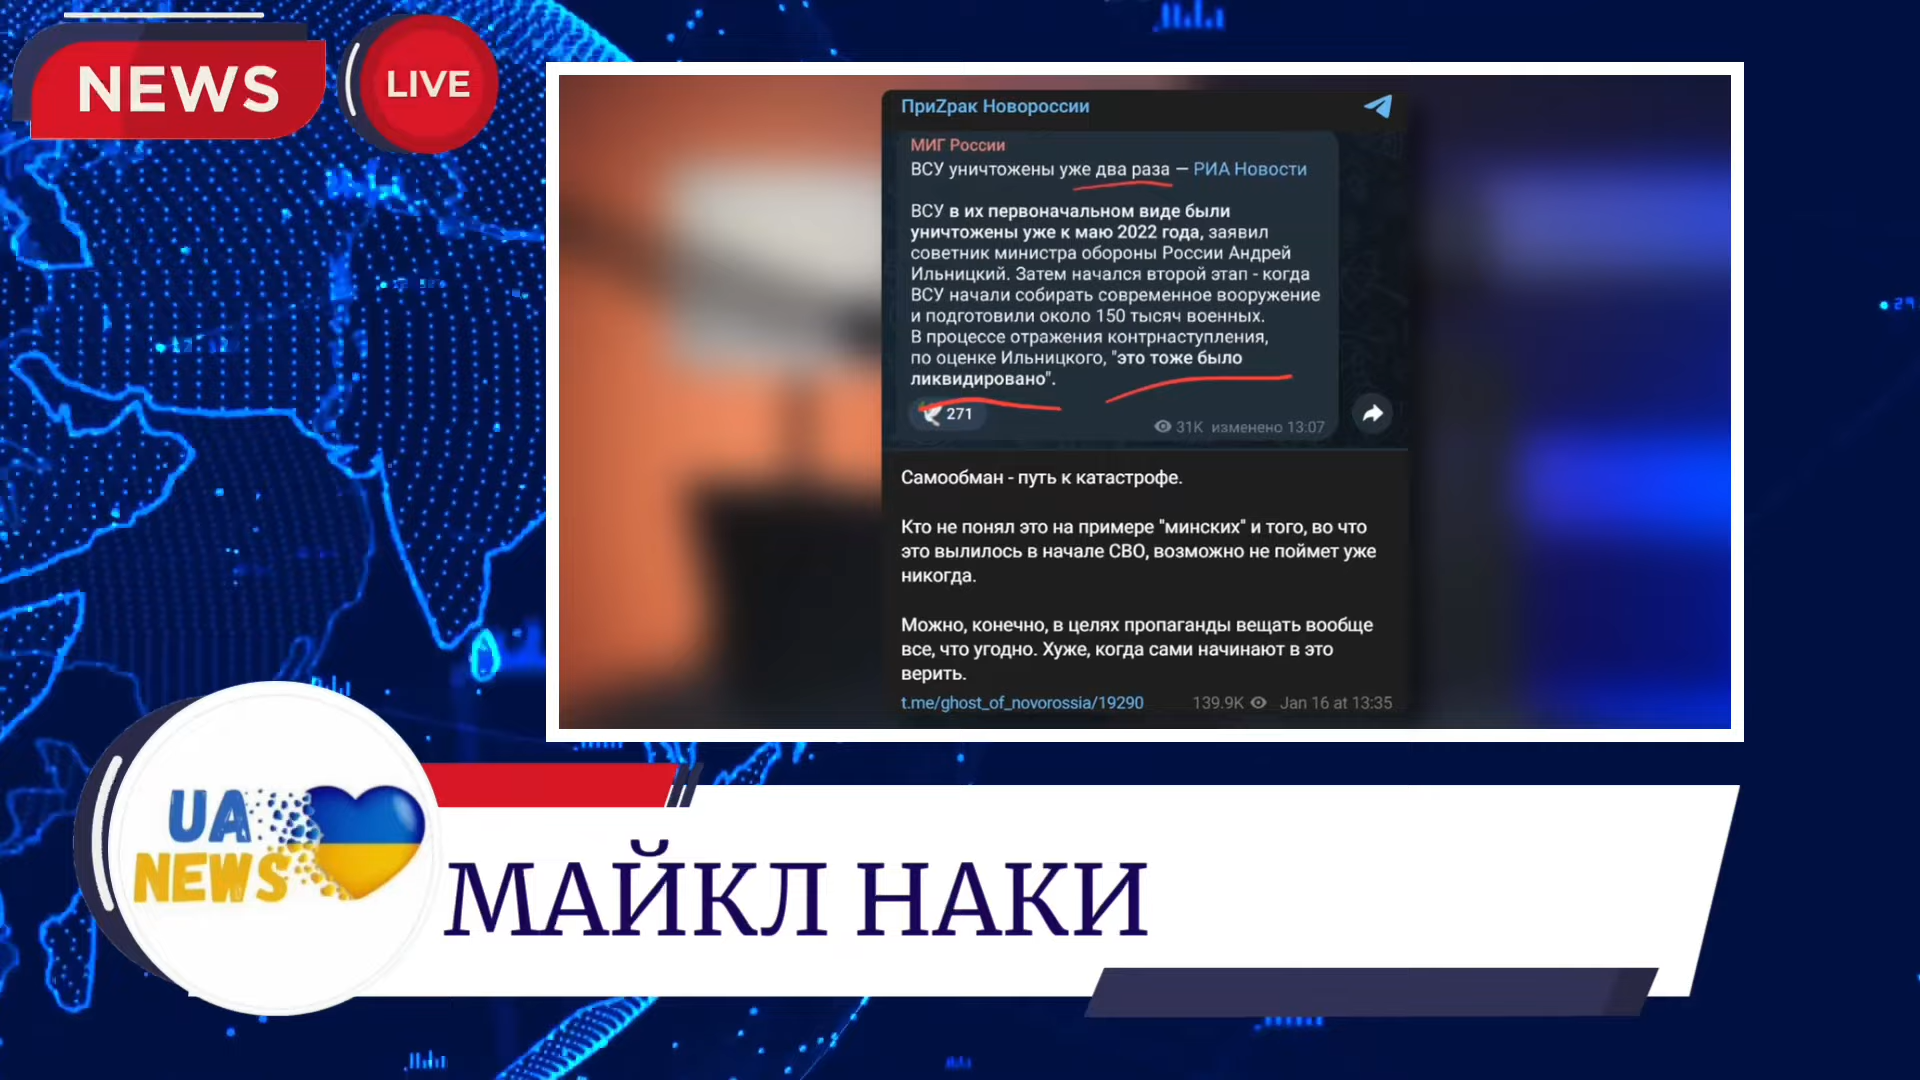 NEWS
LIVE
ПриZрак Новороссии
МИГ России
ВСУ уничтожены уже два раза — РИА Новости
ВСУ в их первоначальном виде были
уничтожены уже к маю 2022 года, заявил
советник министра обороны России Андрей
Ильницкий. Затем начался второй этап - когда
ВСУ начали собирать современное вооружение
и подготовили около 150 тысяч военных.
В процессе отражения контрнаступления,
по оценке Ильницкого, "это тоже было
ликвидировано".
271
31K изменено 13:07
Самообман - путь к катастрофе.
Кто не понял это на примере "минских" и того, во что
это вылилось в начале СВО, возможно не поймет уже
никогда.
Можно, конечно, в целях пропаганды вещать вообще
все, что угодно. Хуже, когда сами начинают в это
верить.
t.me/ghost_of_novorossia/19290 139.9K Jan 16 at 13:35
UA
NEWS
МАЙКЛ НАКИ